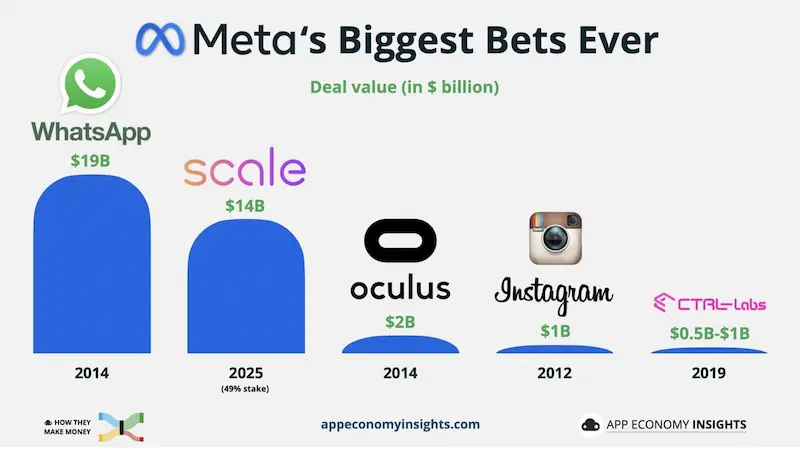 Meta‘s Biggest Bets Ever
Deal value (in $ billion)
WhatsApp
$19B
2014
scale
$14B
2025
(49% stake)
oculus
$2B
2014
Instagram
$1B
2012
CTRL-labs
$0.5B-$1B
2019
HOW THEY
MAKE MONEY
appeconomyinsights.com
APP ECONOMY INSIGHTS